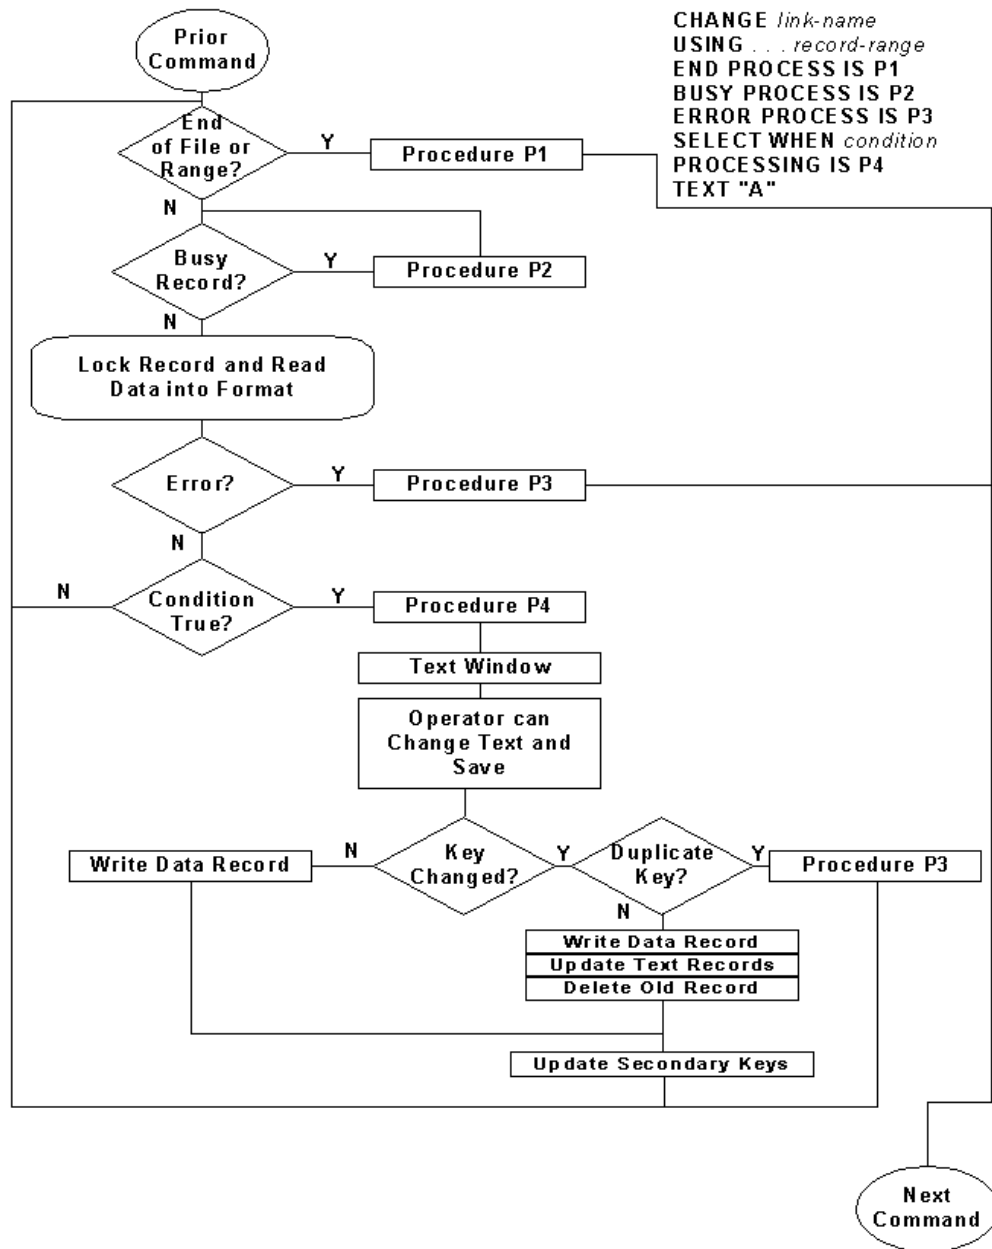 Prior
Command
CHANGE link-name
USING . . . record-range
END PROCESS IS P1
BUSY PROCESS IS P2
ERROR PROCESS IS P3
SELECT WHEN condition
PROCESSING IS P4
TEXT "A"
End
of File or
Range?
Y
Procedure P1
N
Busy
Record?
Y
Procedure P2
N
Lock Record and Read
Data into Format
Error?
Y
Procedure P3
N
N
Condition
True?
Y
Procedure P4
Text Window
Operator can
Change Text and
Save
Write Data Record
N
Key
Changed?
Y
Duplicate
Key?
Y
Procedure P3
N
Write Data Record
Update Text Records
Delete Old Record
Update Secondary Keys
Next
Command